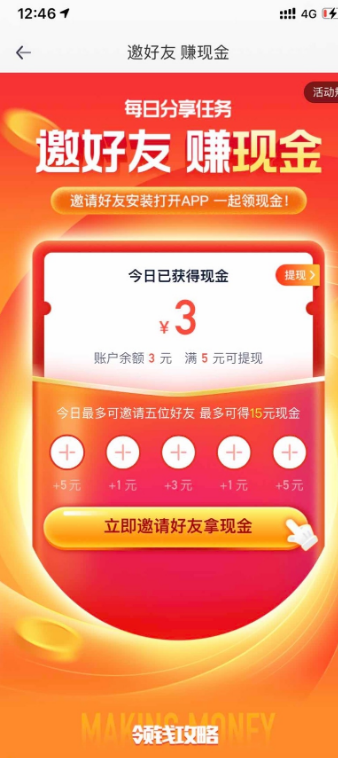 12:46 4G
邀好友 赚现金
活动
每日分享任务
邀好友 赚现金
邀请好友安装打开APP 一起领现金！
今日已获得现金
提现
¥3
账户余额 3 元 满 5 元可提现
今日最多可邀请五位好友 最多可得15元现金
+5元 +1元 +3元 +1元 +5元
立即邀请好友拿现金
MAKING MONEY
领钱攻略